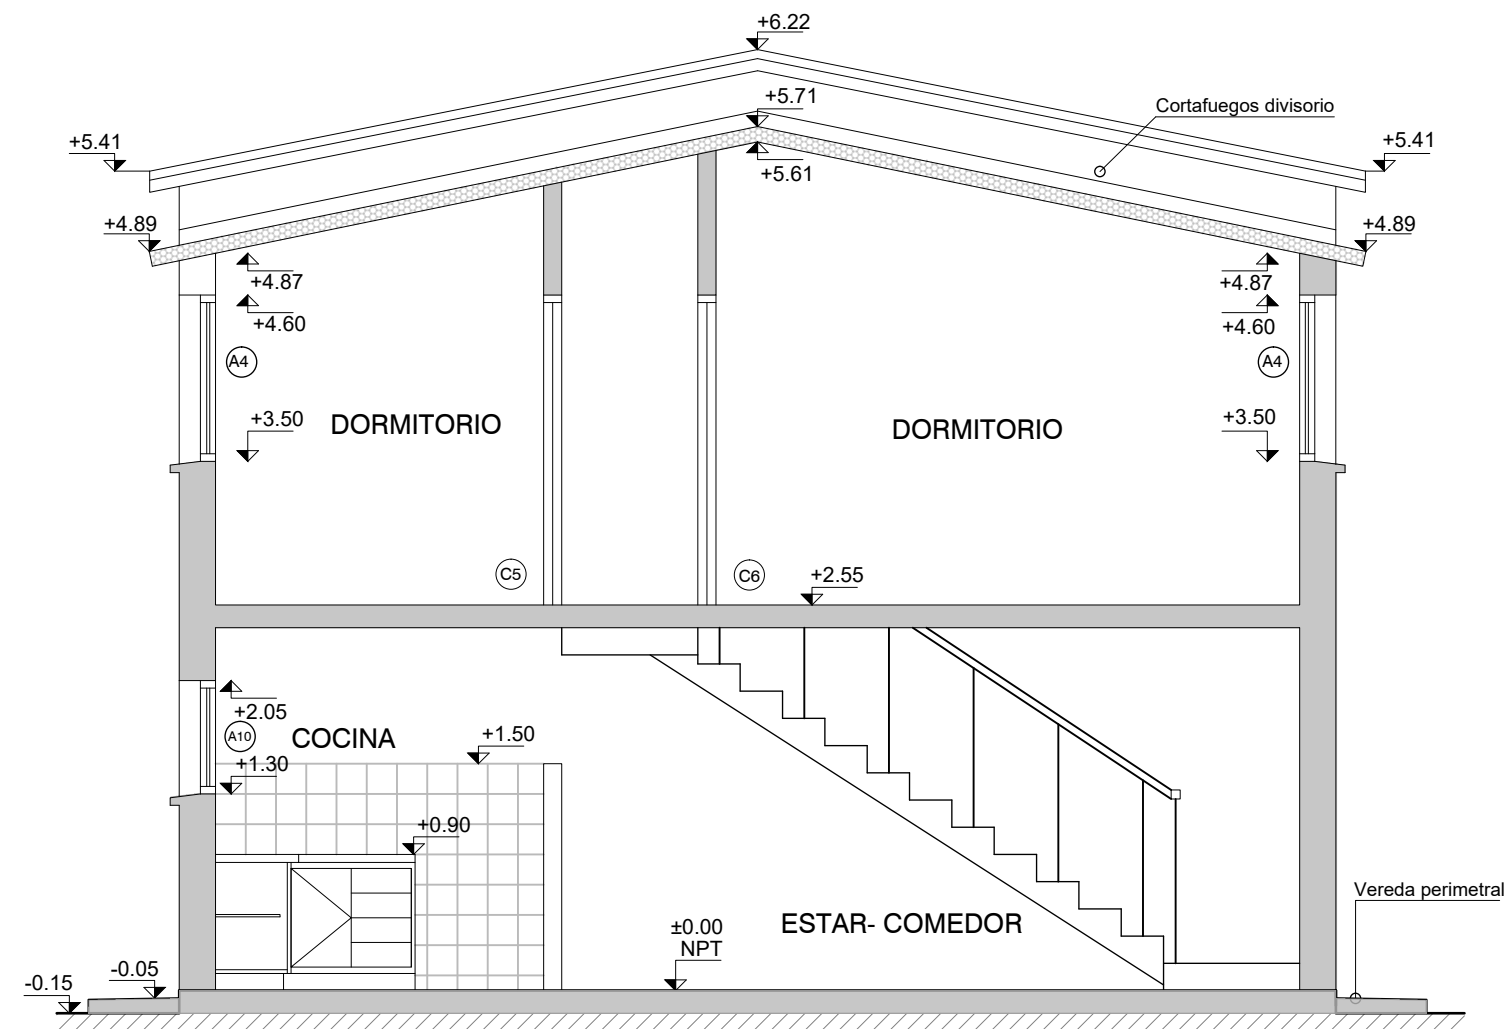 +6.22
+5.71
Cortafuegos divisorio
+5.41
+5.41
+5.61
+4.89
+4.89
+4.87
+4.87
+4.60
+4.60
A4
A4
+3.50
+3.50
DORMITORIO
DORMITORIO
C5
C6
+2.55
+2.05
A10
COCINA
+1.50
+1.30
+0.90
Vereda perimetral
ESTAR- COMEDOR
±0.00
NPT
-0.05
-0.15